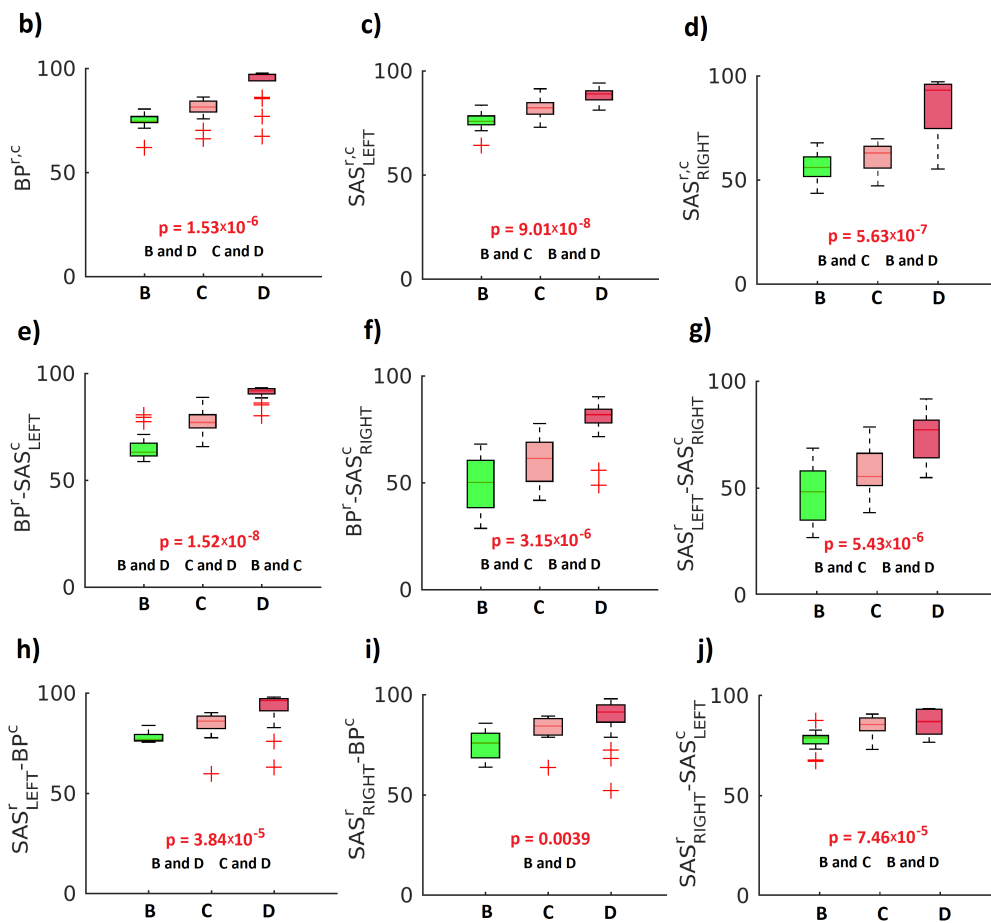 b)
100
50
0
BP^r,c
p = 1.53×10^-6
B and D C and D
B C D
c)
100
50
0
SAS^r,c_LEFT
p = 9.01×10^-8
B and C B and D
B C D
d)
100
50
0
SAS^r,c_RIGHT
p = 5.63×10^-7
B and C B and D
B C D
e)
100
50
0
BP^r-SAS^c_LEFT
p = 1.52×10^-8
B and D C and D B and C
B C D
f)
100
50
0
BP^r-SAS^c_RIGHT
p = 3.15×10^-6
B and C B and D
B C D
g)
100
50
0
SAS^r_LEFT-SAS^c_RIGHT
p = 5.43×10^-6
B and C B and D
B C D
h)
100
50
0
SAS^r_LEFT-BP^c
p = 3.84×10^-5
B and D C and D
B C D
i)
100
50
0
SAS^r_RIGHT-BP^c
p = 0.0039
B and D
B C D
j)
100
50
0
SAS^r_RIGHT-SAS^c_LEFT
p = 7.46×10^-5
B and C B and D
B C D